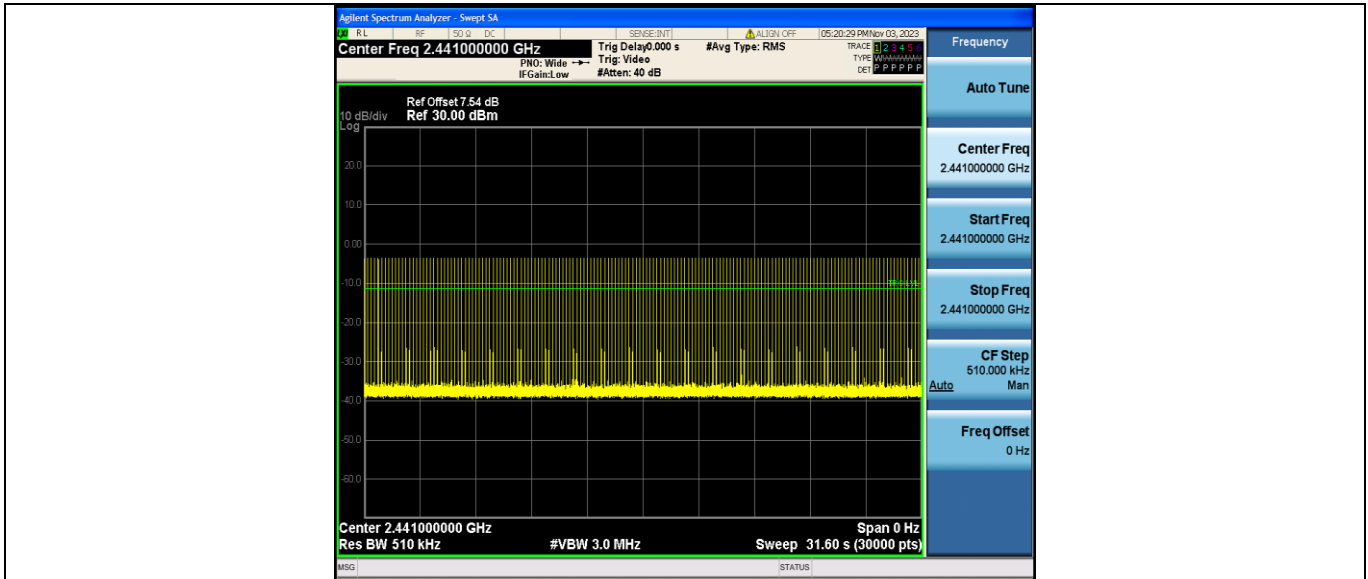 Agilent Spectrum Analyzer - Swept SA
LXI RL RF 50 Ω DC SENSE:INT ALIGN OFF 05:20:29 PM Nov 03, 2023
Center Freq 2.441000000 GHz
PNO: Wide
IFGain:Low
Trig Delay0.000 s
Trig: Video
#Atten: 40 dB
#Avg Type: RMS
TRACE 1 2 3 4 5 6
TYPE
DET P P P P P P
Ref Offset 7.54 dB
10 dB/div Ref 30.00 dBm
Log
20.0
10.0
0.00
-10.0
-20.0
-30.0
-40.0
-50.0
-60.0
TRIG LVL
Center 2.441000000 GHz Span 0 Hz
Res BW 510 kHz #VBW 3.0 MHz Sweep 31.60 s (30000 pts)
MSG STATUS
Frequency
Auto Tune
Center Freq
2.441000000 GHz
Start Freq
2.441000000 GHz
Stop Freq
2.441000000 GHz
CF Step
510.000 kHz
Auto Man
Freq Offset
0 Hz